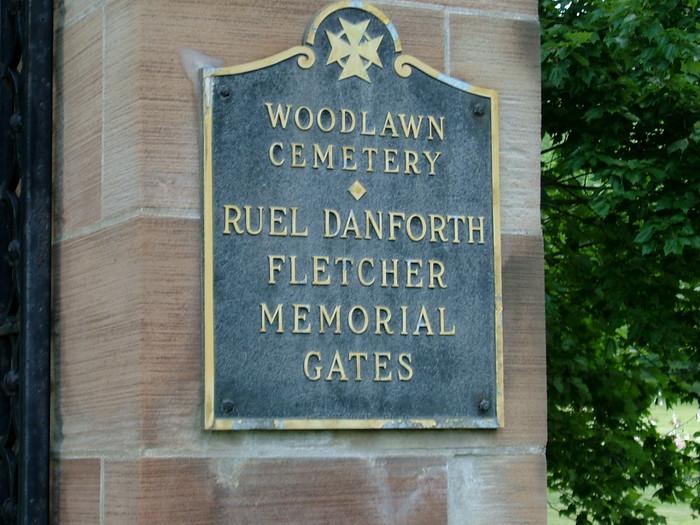 WOODLAWN
CEMETERY
RUEL DANFORTH
FLETCHER
MEMORIAL
GATES